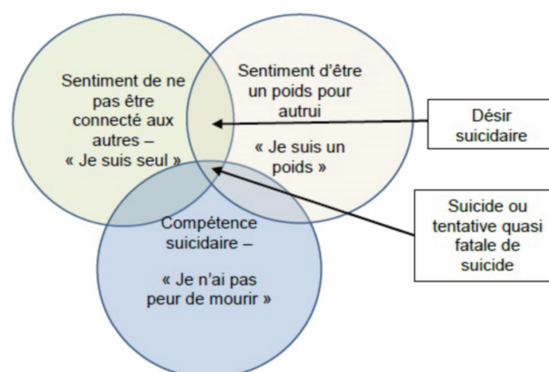 Sentiment de ne
pas être
connecté aux
autres –
« Je suis seul »
Sentiment d'être
un poids pour
autrui
« Je suis un
poids »
Désir
suicidaire
Suicide ou
tentative quasi
fatale de
suicide
Compétence
suicidaire –
« Je n'ai pas
peur de mourir »